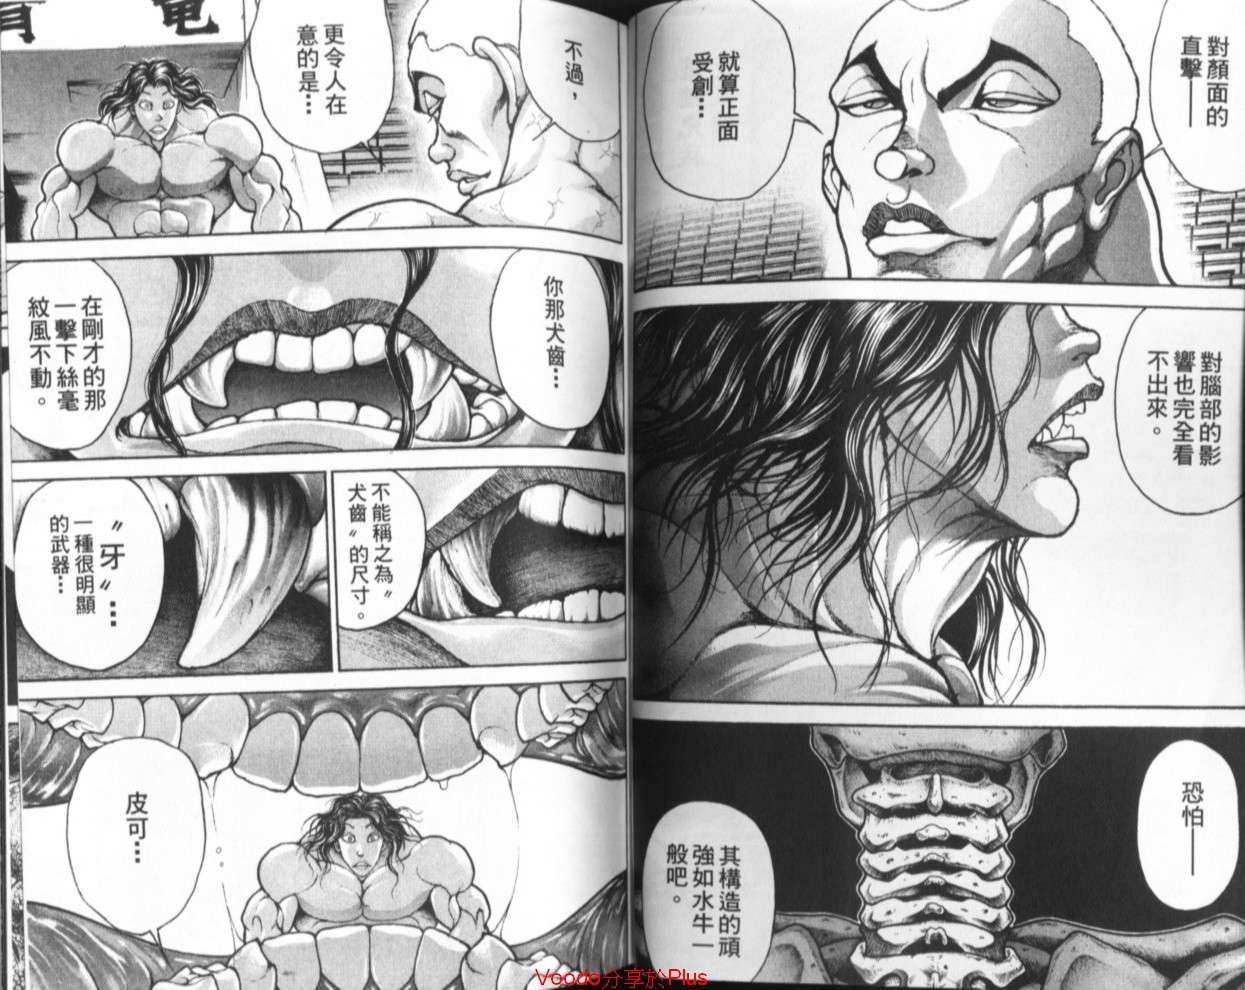 對顏面的
直擊——
就算正面
受創…
對腦部的影
響也完全看
不出來。
恐怕——
其構造的頑
強如水牛一
般吧。
不過，
更令人在
意的是…
你那犬齒…
在剛才的那
一擊下絲毫
紋風不動。
不能稱之為〝
犬齒〞的尺寸。
〝牙〞…
一種很明顯
的武器…
皮可…
Voodo分享於Plus